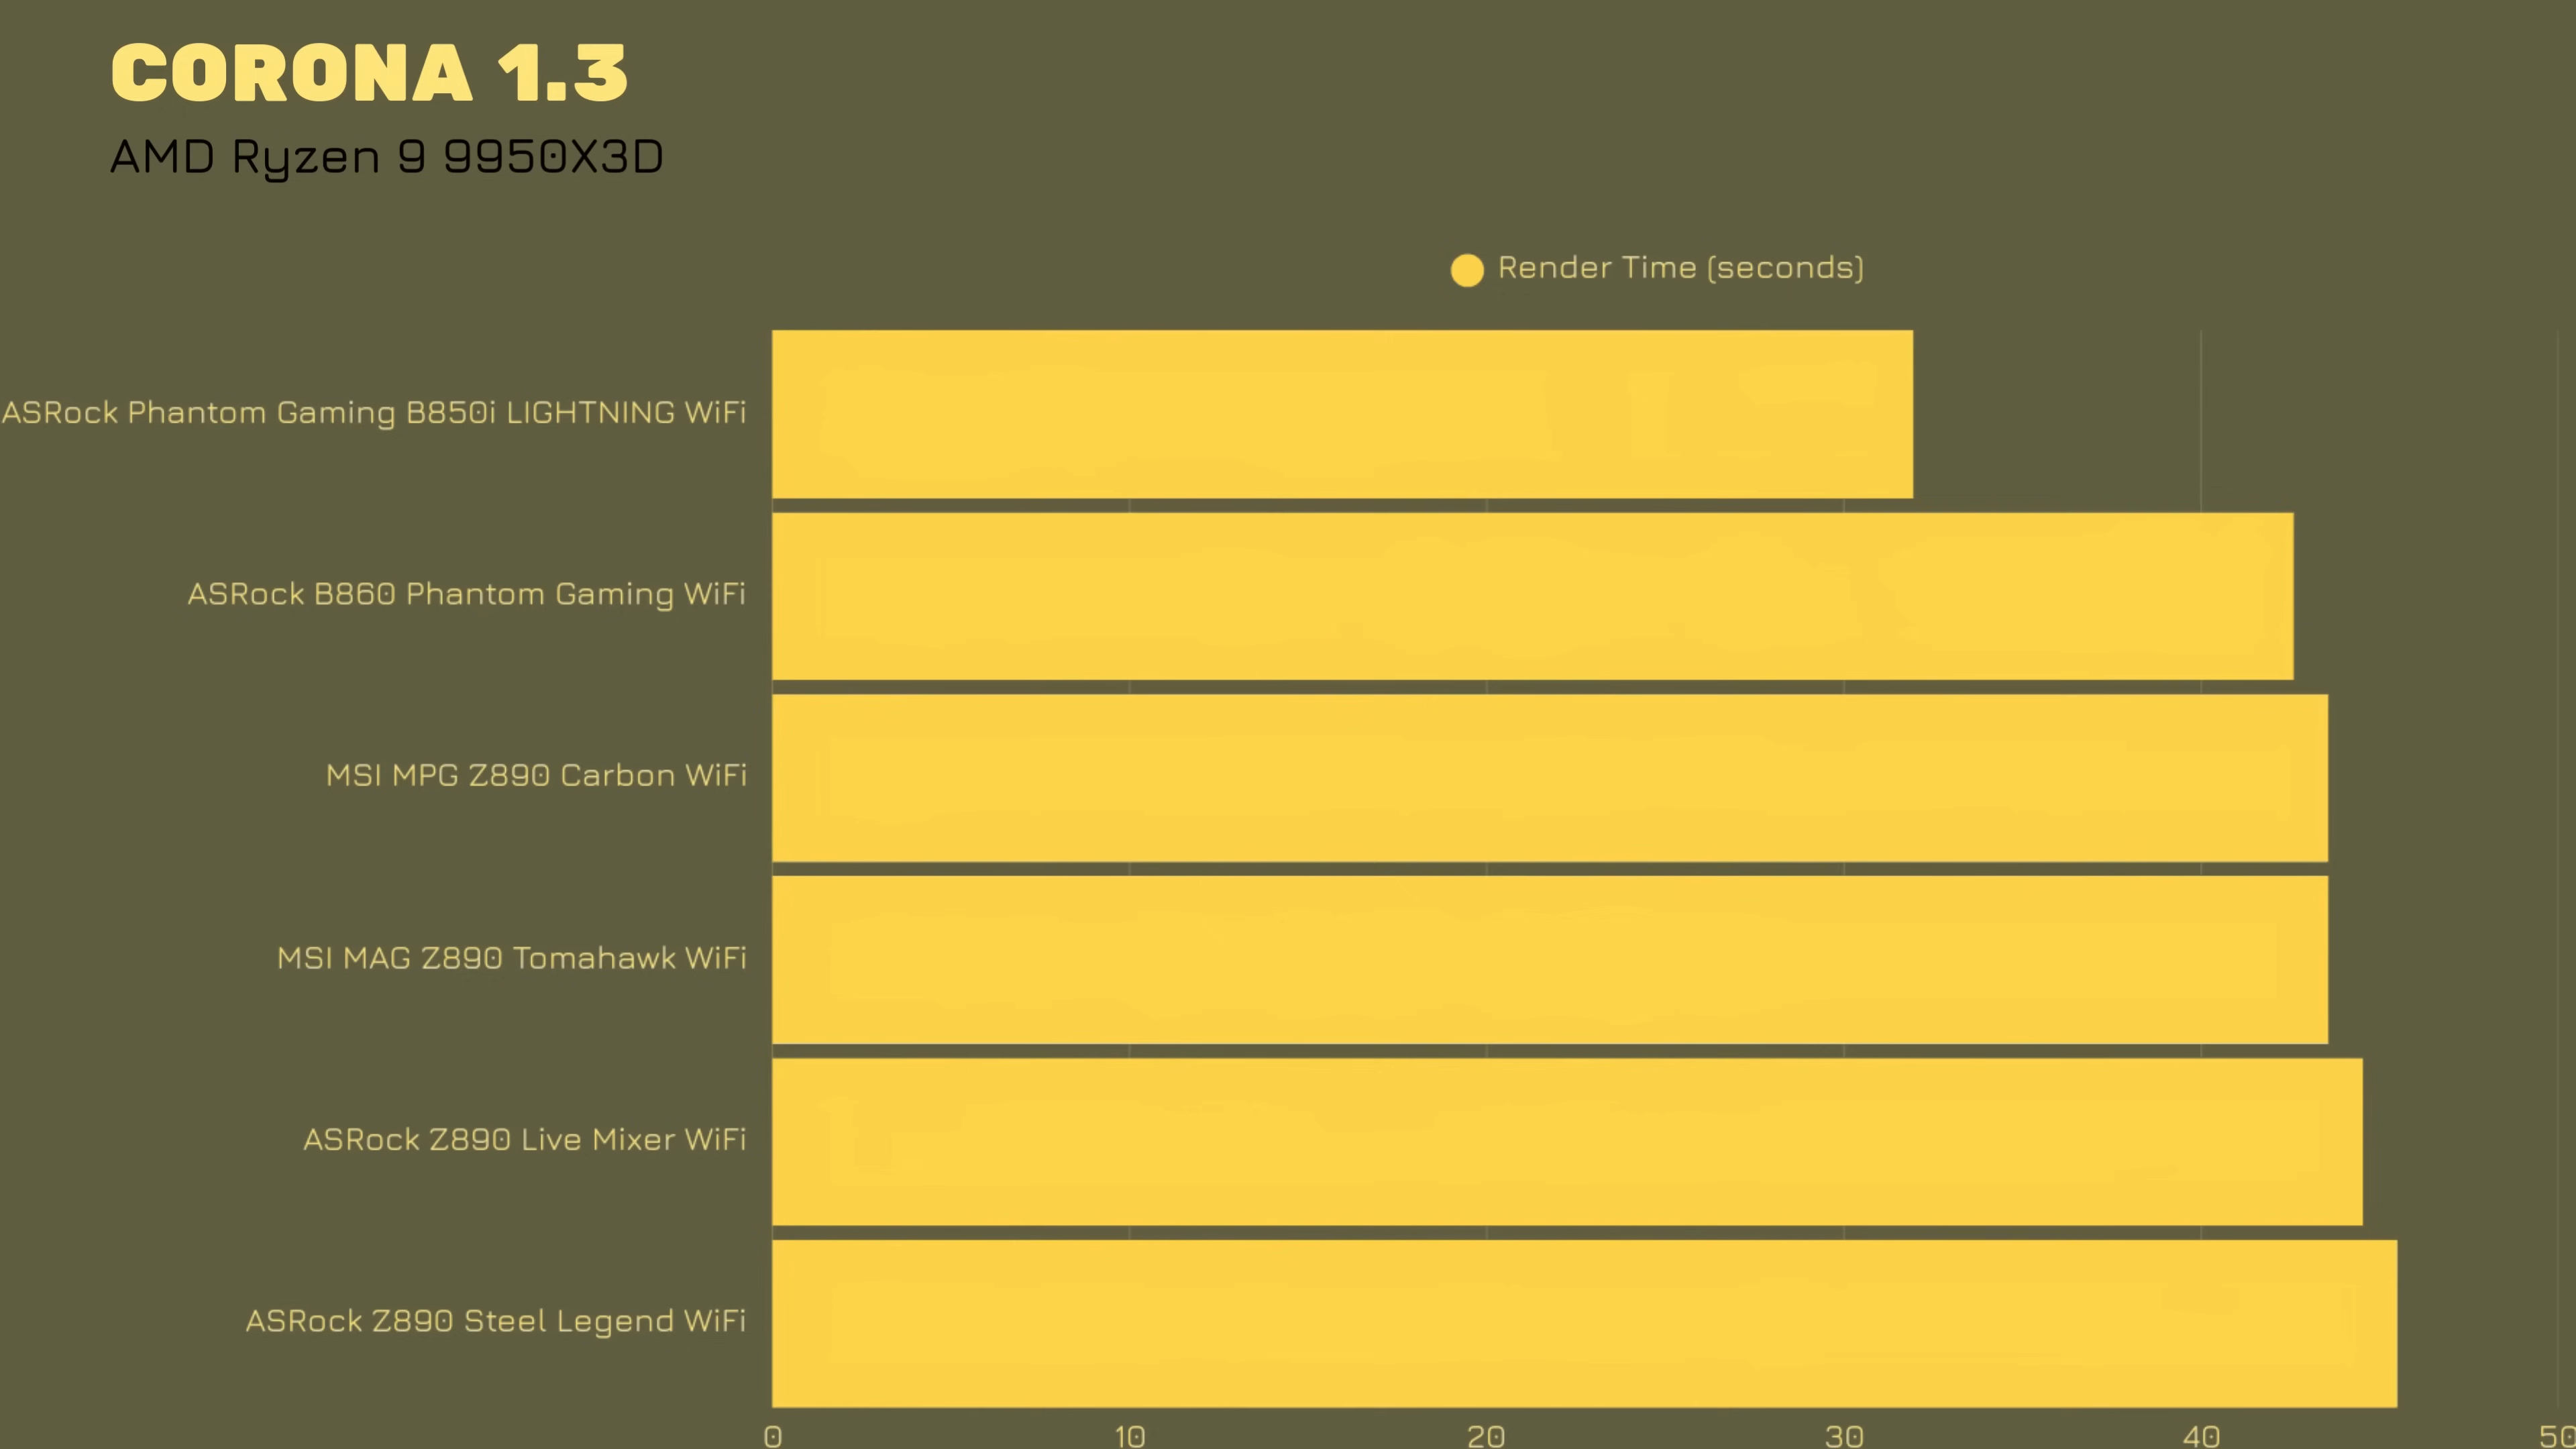 CORONA 1.3
AMD Ryzen 9 9950X3D
Render Time (seconds)
ASRock Phantom Gaming B850i LIGHTNING WiFi
ASRock B860 Phantom Gaming WiFi
MSI MPG Z890 Carbon WiFi
MSI MAG Z890 Tomahawk WiFi
ASRock Z890 Live Mixer WiFi
ASRock Z890 Steel Legend WiFi
0 10 20 30 40 50